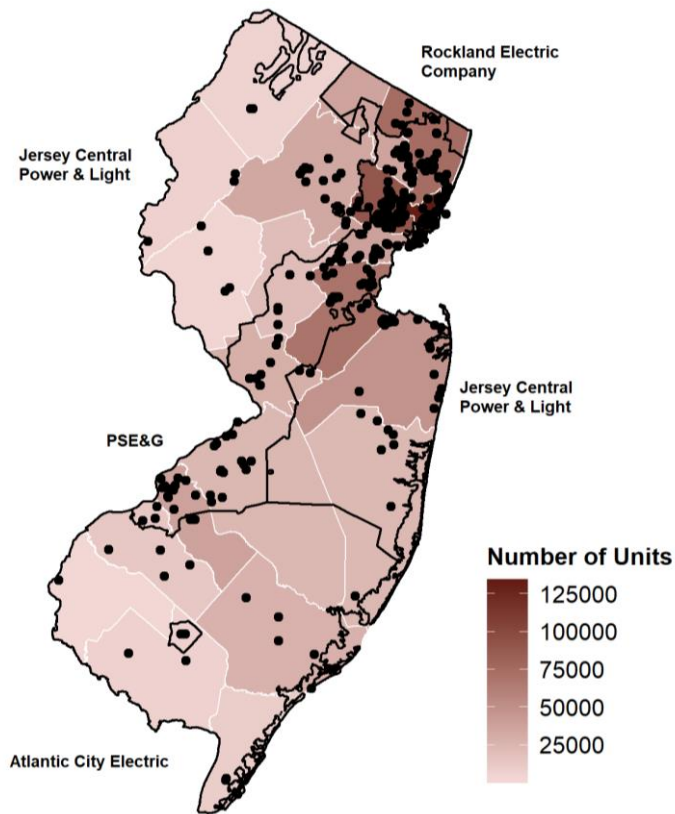 Rockland Electric
Company
Jersey Central
Power & Light
Jersey Central
Power & Light
PSE&G
Number of Units
125000
100000
75000
50000
25000
Atlantic City Electric